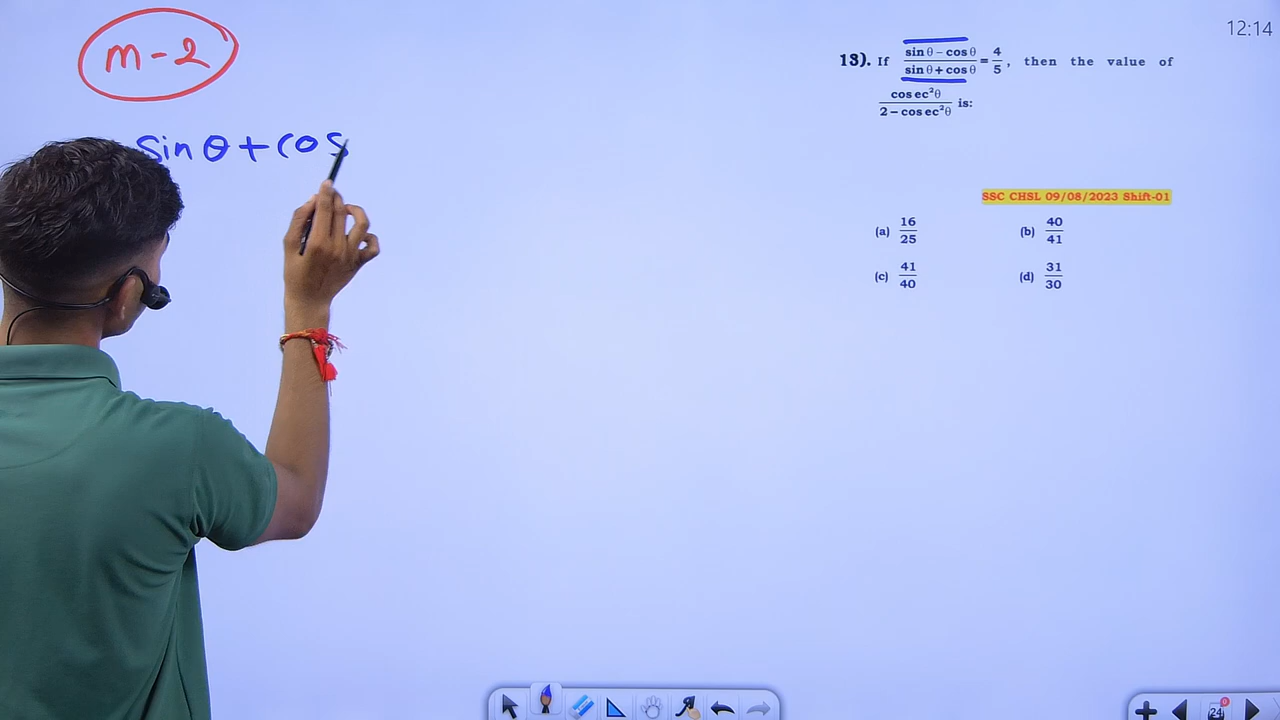 12:14
m-2
sinθ+cos
13). If (sin θ - cos θ)/(sin θ + cos θ) = 4/5, then the value of
cos ec²θ/(2 - cos ec²θ) is:
SSC CHSL 09/08/2023 Shift-01
(a) 16/25 (b) 40/41
(c) 41/40 (d) 31/30
24